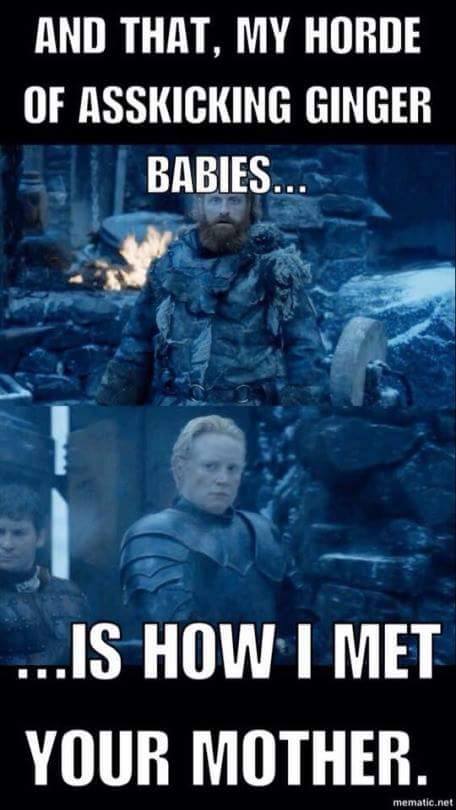 AND THAT, MY HORDE
OF ASSKICKING GINGER
BABIES...
...IS HOW I MET
YOUR MOTHER.
mematic.net